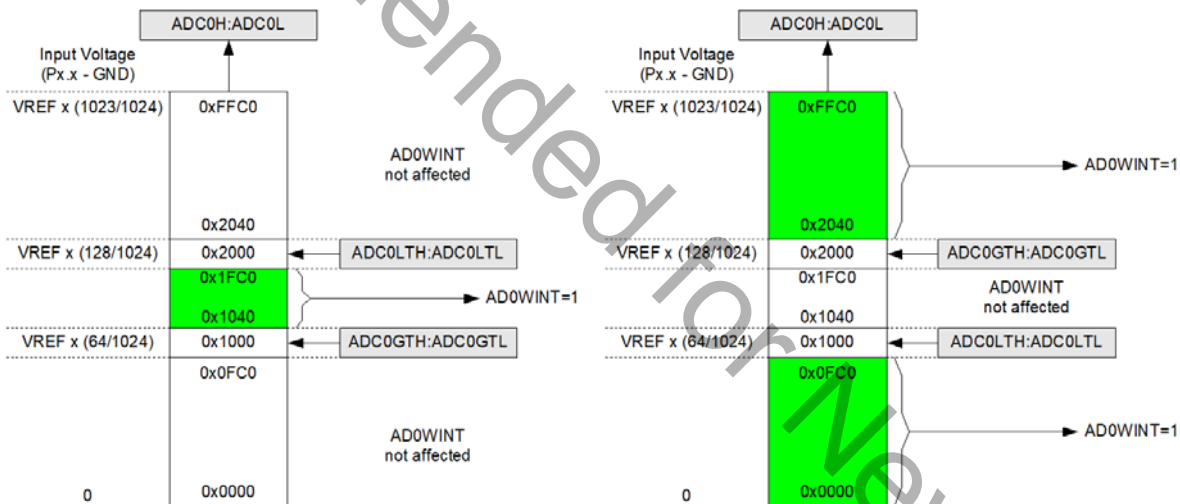 ADC0H:ADC0L
Input Voltage
(Px.x - GND)
VREF x (1023/1024)
0xFFC0
AD0WINT
not affected
0x2040
VREF x (128/1024)
0x2000
ADC0LTH:ADC0LTL
0x1FC0
AD0WINT=1
0x1040
VREF x (64/1024)
0x1000
ADC0GTH:ADC0GTL
0x0FC0
AD0WINT
not affected
0
0x0000
ADC0H:ADC0L
Input Voltage
(Px.x - GND)
VREF x (1023/1024)
0xFFC0
AD0WINT=1
0x2040
VREF x (128/1024)
0x2000
ADC0GTH:ADC0GTL
0x1FC0
AD0WINT
not affected
0x1040
VREF x (64/1024)
0x1000
ADC0LTH:ADC0LTL
0x0FC0
AD0WINT=1
0
0x0000
ended for New